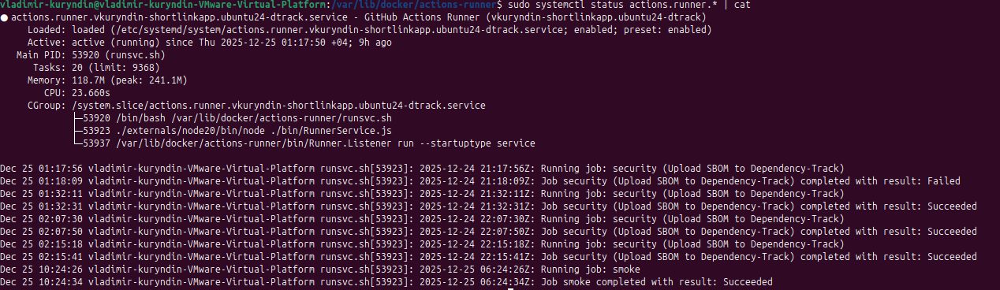 vladimir-kuryndin@vladimir-kuryndin-VMware-Virtual-Platform:/var/lib/docker/actions-runner$ sudo systemctl status actions.runner.* | cat
● actions.runner.vkuryndin-shortlinkapp.ubuntu24-dtrack.service - GitHub Actions Runner (vkuryndin-shortlinkapp.ubuntu24-dtrack)
     Loaded: loaded (/etc/systemd/system/actions.runner.vkuryndin-shortlinkapp.ubuntu24-dtrack.service; enabled; preset: enabled)
     Active: active (running) since Thu 2025-12-25 01:17:50 +04; 9h ago
   Main PID: 53920 (runsvc.sh)
      Tasks: 20 (limit: 9368)
     Memory: 118.7M (peak: 241.1M)
        CPU: 23.660s
     CGroup: /system.slice/actions.runner.vkuryndin-shortlinkapp.ubuntu24-dtrack.service
             ├─53920 /bin/bash /var/lib/docker/actions-runner/runsvc.sh
             ├─53923 ./externals/node20/bin/node ./bin/RunnerService.js
             └─53937 /var/lib/docker/actions-runner/bin/Runner.Listener run --startuptype service
Dec 25 01:17:56 vladimir-kuryndin-VMware-Virtual-Platform runsvc.sh[53923]: 2025-12-24 21:17:56Z: Running job: security (Upload SBOM to Dependency-Track)
Dec 25 01:18:09 vladimir-kuryndin-VMware-Virtual-Platform runsvc.sh[53923]: 2025-12-24 21:18:09Z: Job security (Upload SBOM to Dependency-Track) completed with result: Failed
Dec 25 01:32:11 vladimir-kuryndin-VMware-Virtual-Platform runsvc.sh[53923]: 2025-12-24 21:32:11Z: Running job: security (Upload SBOM to Dependency-Track)
Dec 25 01:32:31 vladimir-kuryndin-VMware-Virtual-Platform runsvc.sh[53923]: 2025-12-24 21:32:31Z: Job security (Upload SBOM to Dependency-Track) completed with result: Succeeded
Dec 25 02:07:30 vladimir-kuryndin-VMware-Virtual-Platform runsvc.sh[53923]: 2025-12-24 22:07:30Z: Running job: security (Upload SBOM to Dependency-Track)
Dec 25 02:07:50 vladimir-kuryndin-VMware-Virtual-Platform runsvc.sh[53923]: 2025-12-24 22:07:50Z: Job security (Upload SBOM to Dependency-Track) completed with result: Succeeded
Dec 25 02:15:18 vladimir-kuryndin-VMware-Virtual-Platform runsvc.sh[53923]: 2025-12-24 22:15:18Z: Running job: security (Upload SBOM to Dependency-Track)
Dec 25 02:15:41 vladimir-kuryndin-VMware-Virtual-Platform runsvc.sh[53923]: 2025-12-24 22:15:41Z: Job security (Upload SBOM to Dependency-Track) completed with result: Succeeded
Dec 25 10:24:26 vladimir-kuryndin-VMware-Virtual-Platform runsvc.sh[53923]: 2025-12-25 06:24:26Z: Running job: smoke
Dec 25 10:24:34 vladimir-kuryndin-VMware-Virtual-Platform runsvc.sh[53923]: 2025-12-25 06:24:34Z: Job smoke completed with result: Succeeded